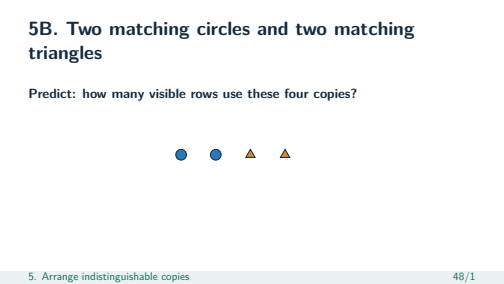 5B. Two matching circles and two matching
triangles
Predict: how many visible rows use these four copies?
5. Arrange indistinguishable copies
48/1